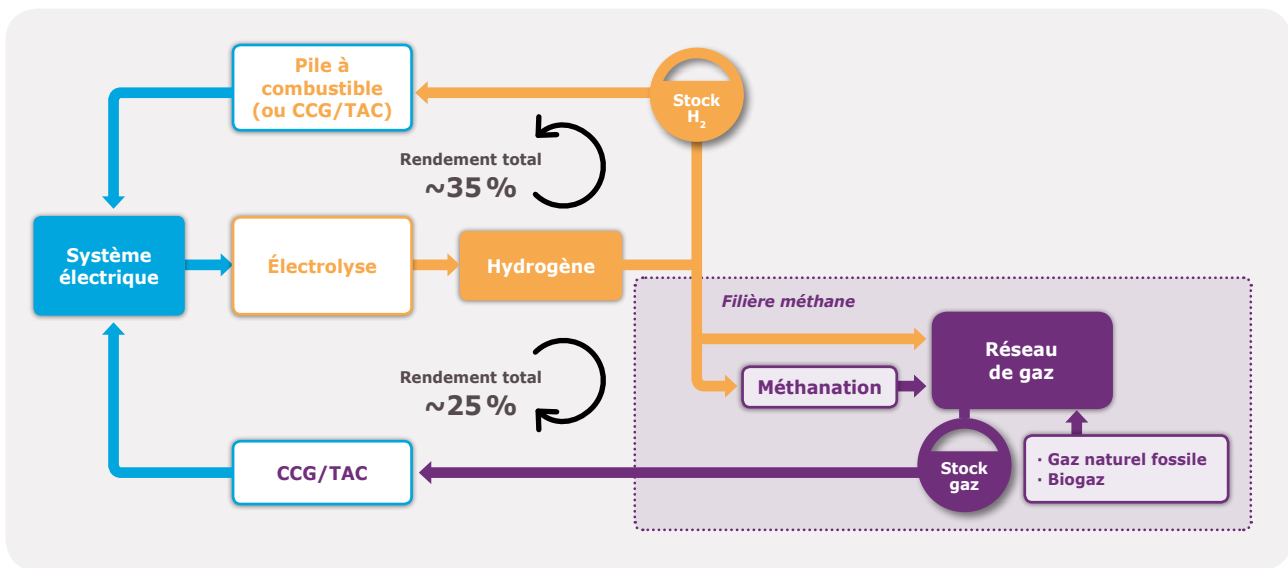 Pile à
combustible
(ou CCG/TAC)
Stock
H₂
Rendement total
~35 %
Système
électrique
Électrolyse
Hydrogène
Filière méthane
Réseau
de gaz
Méthanation
Rendement total
~25 %
CCG/TAC
Stock
gaz
· Gaz naturel fossile
· Biogaz